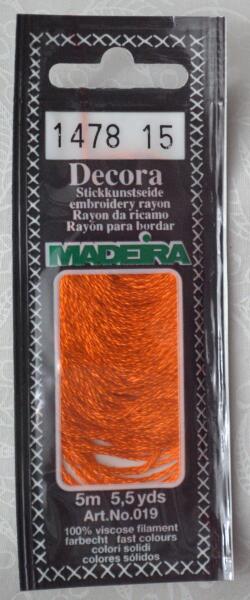 1478 15
Decora
Stickkunstseide
embroidery rayon
Rayon da ricamo
Rayón para bordar
MADEIRA
5m 5,5 yds
Art.No.019
100% viscose filament
farbecht fast colours
colori solidi
colores sólidos